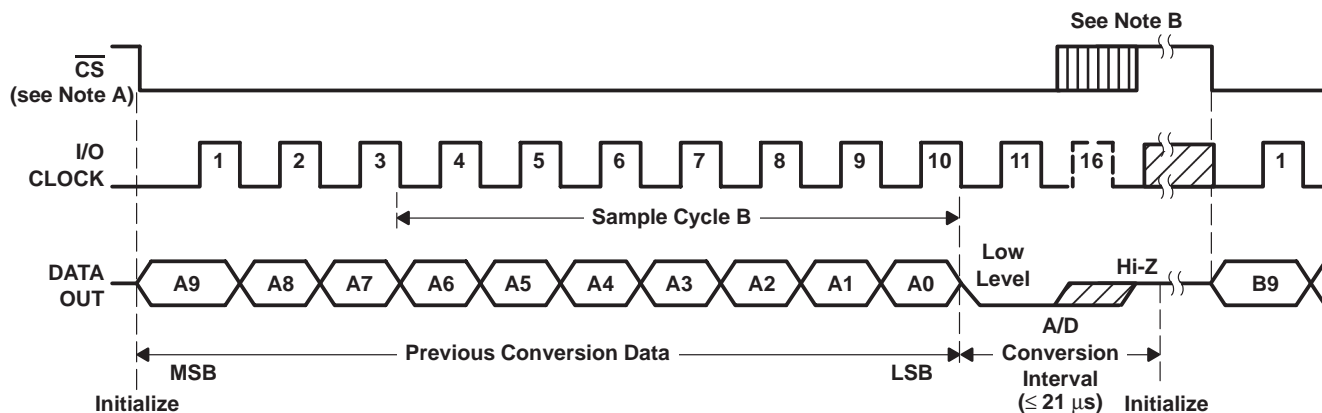 See Note B
CS
(see Note A)
I/O
CLOCK
1 2 3 4 5 6 7 8 9 10 11 16 1
Sample Cycle B
DATA
OUT
A9 A8 A7 A6 A5 A4 A3 A2 A1 A0
Low
Level
Hi-Z
B9
Previous Conversion Data
MSB
LSB
A/D
Conversion
Interval
(≤ 21 μs)
Initialize
Initialize